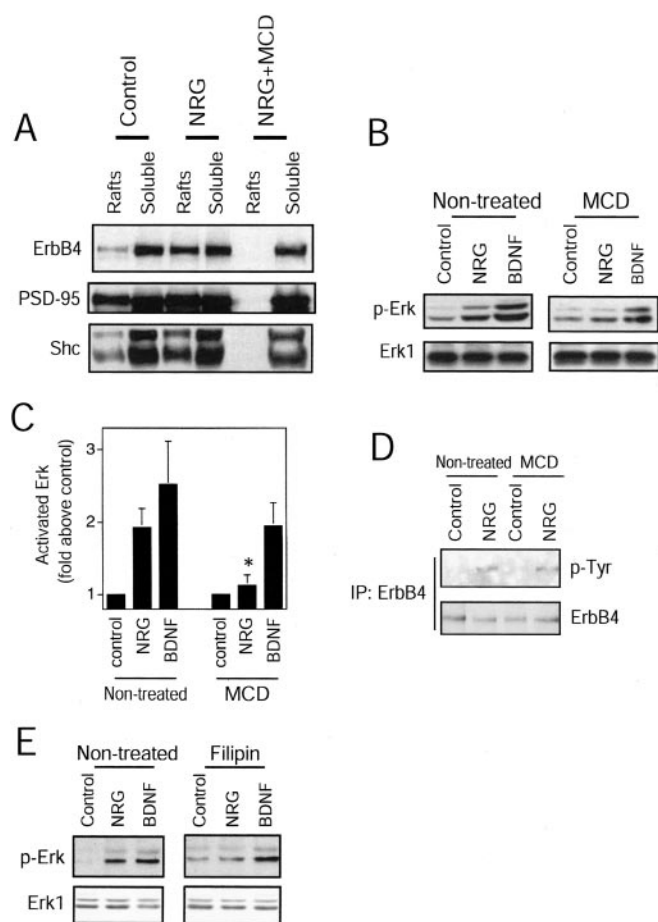 A
Control
NRG
NRG+MCD
Rafts
Soluble
Rafts
Soluble
Rafts
Soluble
ErbB4
PSD-95
Shc
B
Non-treated
MCD
Control
NRG
BDNF
Control
NRG
BDNF
p-Erk
Erk1
C
Activated Erk
(fold above control)
3
2
1
*
control
NRG
BDNF
control
NRG
BDNF
Non-treated
MCD
D
Non-treated
MCD
Control
NRG
Control
NRG
IP: ErbB4
p-Tyr
ErbB4
E
Non-treated
Filipin
Control
NRG
BDNF
Control
NRG
BDNF
p-Erk
Erk1